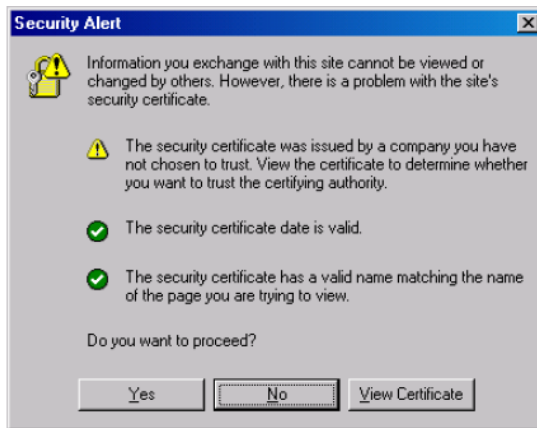 Security Alert
Information you exchange with this site cannot be viewed or
changed by others. However, there is a problem with the site's
security certificate.
The security certificate was issued by a company you have
not chosen to trust. View the certificate to determine whether
you want to trust the certifying authority.
The security certificate date is valid.
The security certificate has a valid name matching the name
of the page you are trying to view.
Do you want to proceed?
Yes No View Certificate